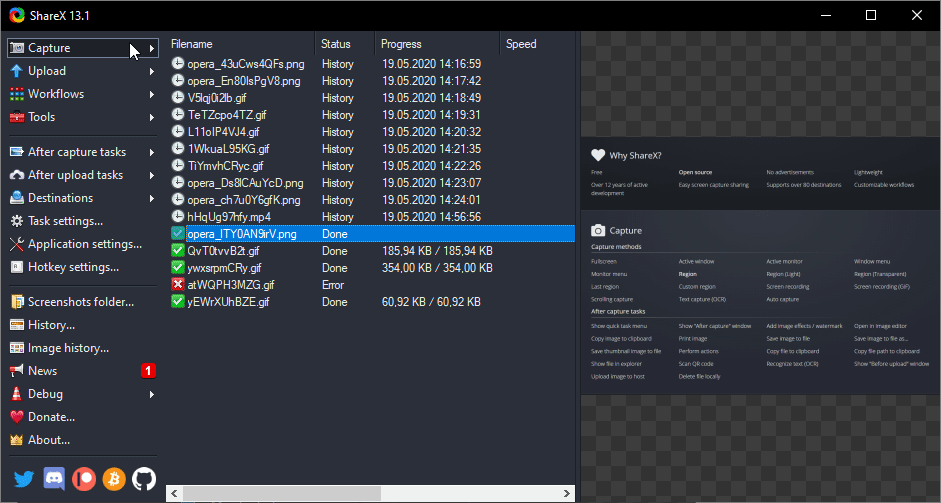 ShareX 13.1
Capture
Upload
Workflows
Tools
After capture tasks
After upload tasks
Destinations
Task settings...
Application settings...
Hotkey settings...
Screenshots folder...
History...
Image history...
News 1
Debug
Donate...
About...
Filename Status Progress Speed
opera_43uCws4QFs.png History 19.05.2020 14:16:59
opera_En80IsPgV8.png History 19.05.2020 14:17:42
V5lqj0i2lb.gif History 19.05.2020 14:18:49
TeTZcpo4TZ.gif History 19.05.2020 14:19:31
L11oIP4VJ4.gif History 19.05.2020 14:20:32
1WkuaL95KG.gif History 19.05.2020 14:21:35
TiYmvhCRyc.gif History 19.05.2020 14:22:26
opera_Ds8lCAuYcD.png History 19.05.2020 14:23:07
opera_ch7u0Y6gfK.png History 19.05.2020 14:24:01
hHqUg97hfy.mp4 History 19.05.2020 14:56:56
opera_lTY0AN9irV.png Done
QvT0tvvB2t.gif Done 185,94 KB / 185,94 KB
ywxsrpmCRy.gif Done 354,00 KB / 354,00 KB
atWQPH3MZG.gif Error
yEWrXUhBZE.gif Done 60,92 KB / 60,92 KB
Why ShareX?
Free Open source No advertisements Lightweight
Over 12 years of active Easy screen capture sharing Supports over 80 destinations Customizable workflows
development
Capture
Capture methods
Fullscreen Active window Active monitor Window menu
Monitor menu Region Region (Light) Region (Transparent)
Last region Custom region Screen recording Screen recording (GIF)
Scrolling capture Text capture (OCR) Auto capture
After capture tasks
Show quick task menu Show "After capture" window Add image effects / watermark Open in image editor
Copy image to clipboard Print image Save image to file Save image to file as...
Save thumbnail image to file Perform actions Copy file to clipboard Copy file path to clipboard
Show file in explorer Scan QR code Recognize text (OCR) Show "Before upload" window
Upload image to host Delete file locally